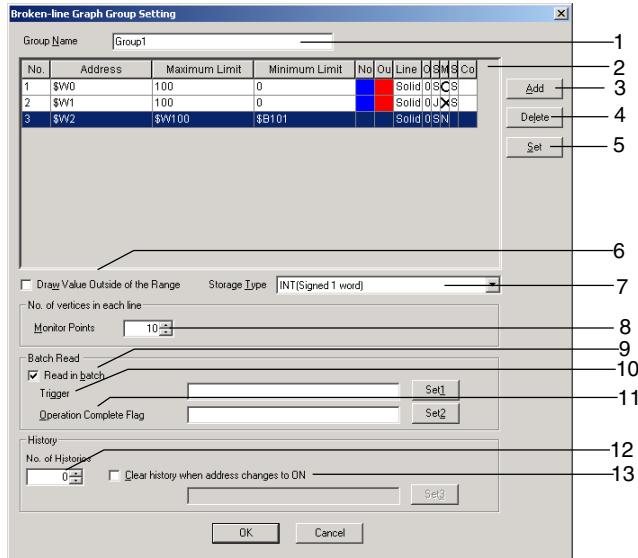 Broken-line Graph Group Setting
Group Name Group1 1
No. Address Maximum Limit Minimum Limit No Ou Line O S M S Co 2
1 $W0 100 0 Solid 0 S S
2 $W1 100 0 Solid 0 J S
3 $W2 $W100 $B101 Solid 0 S N
Add 3
Delete 4
Set 5
6
Draw Value Outside of the Range Storage Type INT(Signed 1 word) 7
No. of vertices in each line
Monitor Points 10 8
9
Batch Read
Read in batch 10
Trigger Set1
11
Operation Complete Flag Set2
History
No. of Histories 12
0 Clear history when address changes to ON 13
Set3
OK Cancel